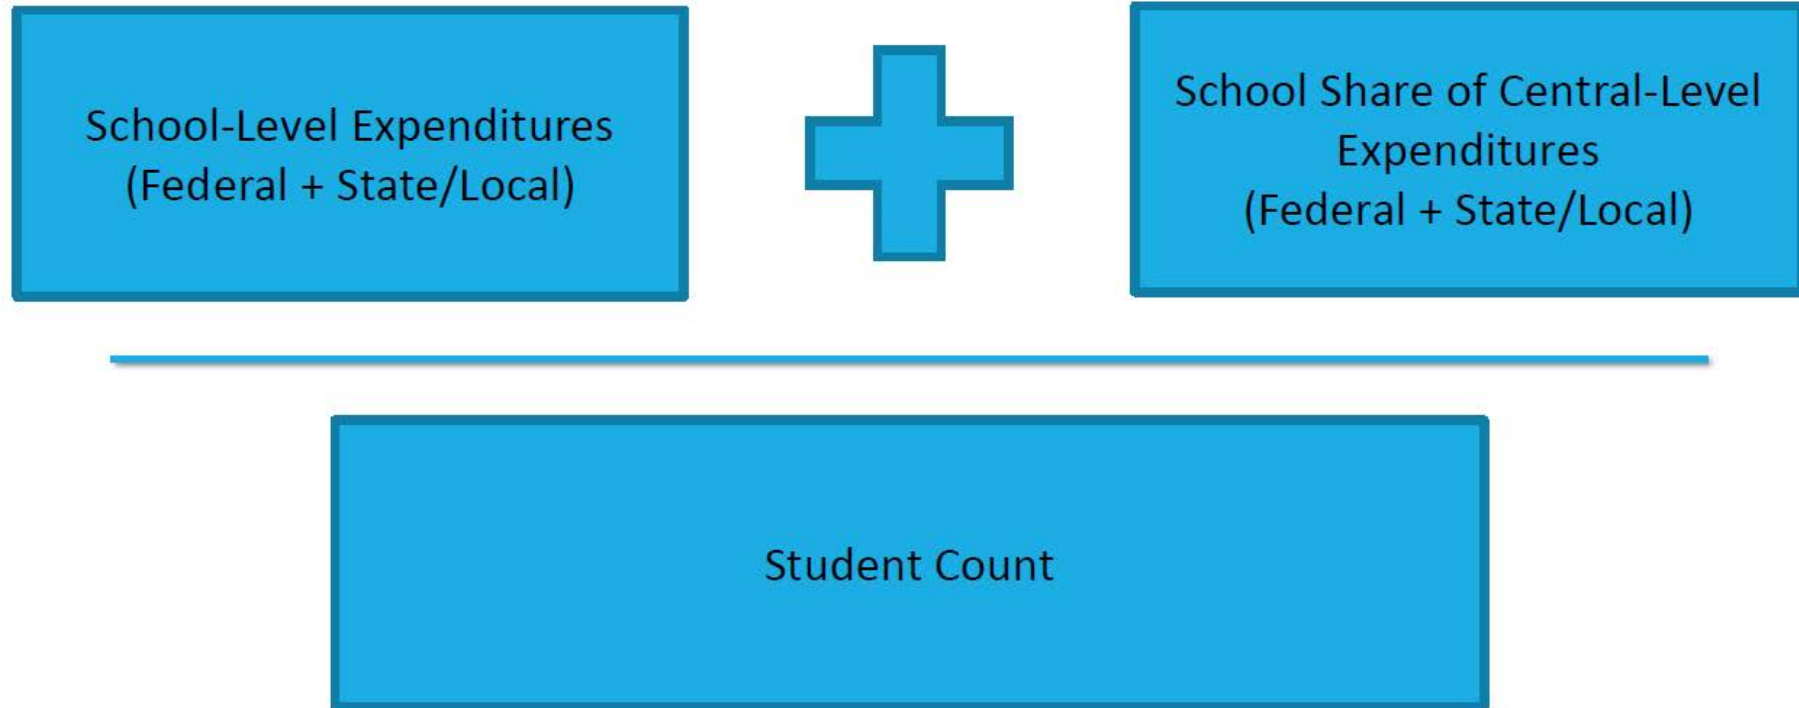 School-Level Expenditures
(Federal + State/Local)
School Share of Central-Level
Expenditures
(Federal + State/Local)
Student Count